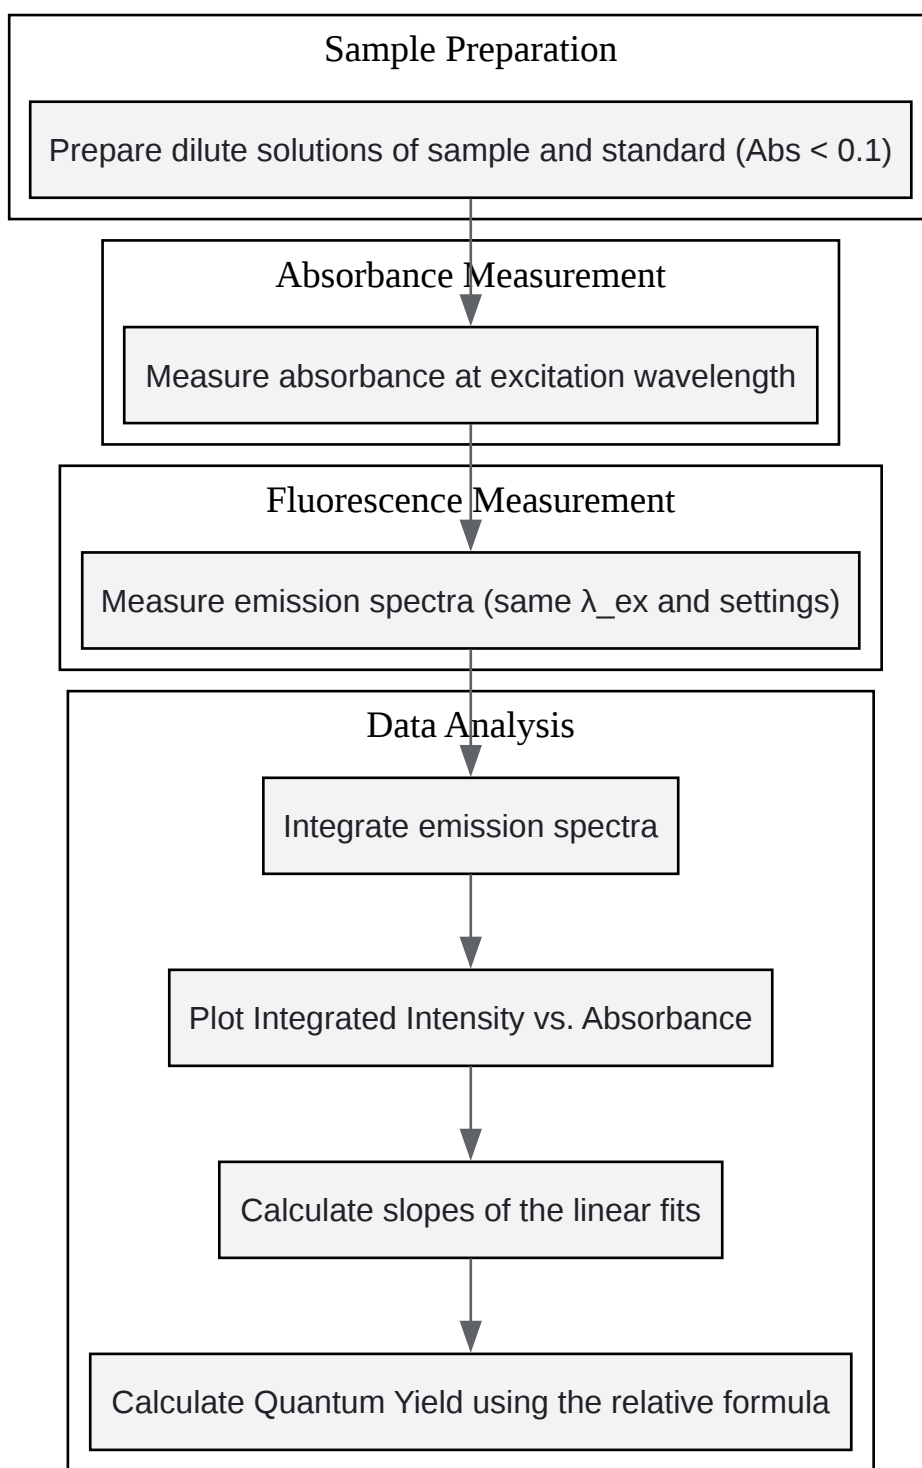 Sample Preparation
Prepare dilute solutions of sample and standard (Abs < 0.1)
Absorbance Measurement
Measure absorbance at excitation wavelength
Fluorescence Measurement
Measure emission spectra (same λ_ex and settings)
Data Analysis
Integrate emission spectra
Plot Integrated Intensity vs. Absorbance
Calculate slopes of the linear fits
Calculate Quantum Yield using the relative formula